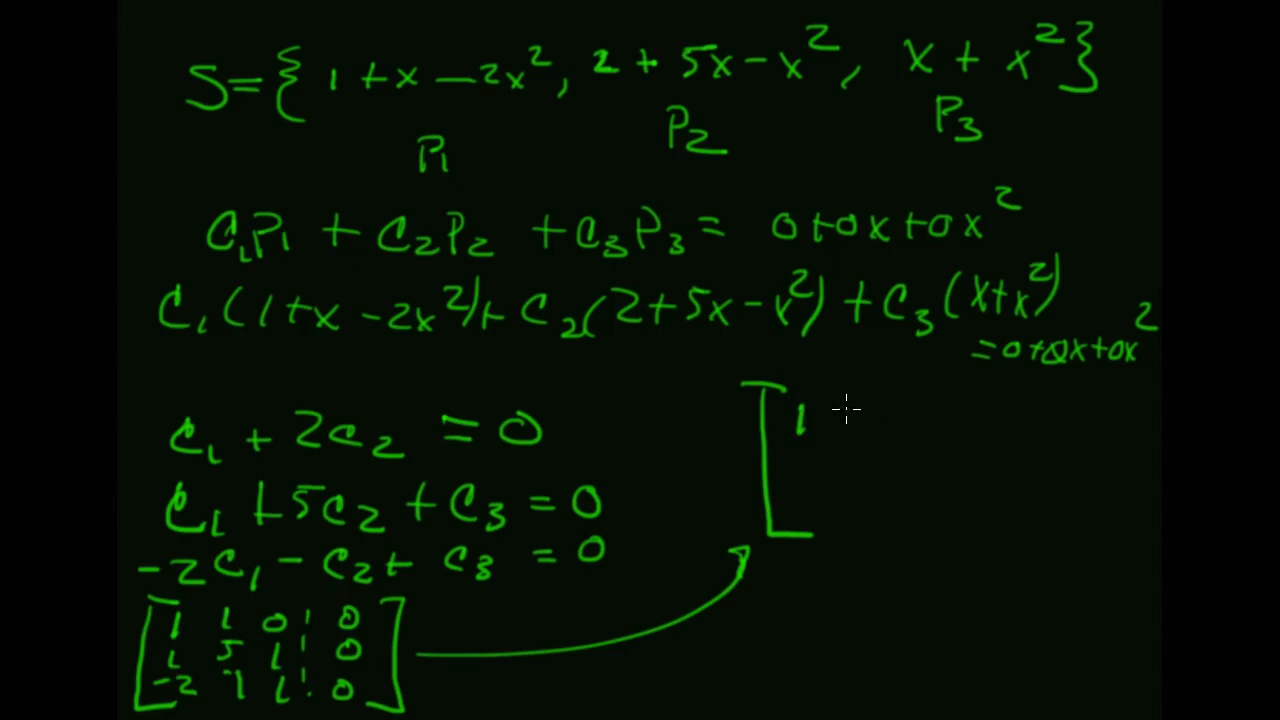 S={1+x-2x², 2+5x-x², x+x²}
P₁ P₂ P₃
C₁P₁ + C₂P₂ + C₃P₃ = 0+0x+0x²
C₁(1+x-2x²)+C₂(2+5x-x²)+C₃(x+x²)
=0+0x+0x²
C₁ + 2C₂ = 0
C₁+5C₂+C₃=0
-2C₁-C₂+C₃=0
[1 1 0 ¦ 0
1 5 1 ¦ 0
-2 -1 1 ¦ 0]
[1